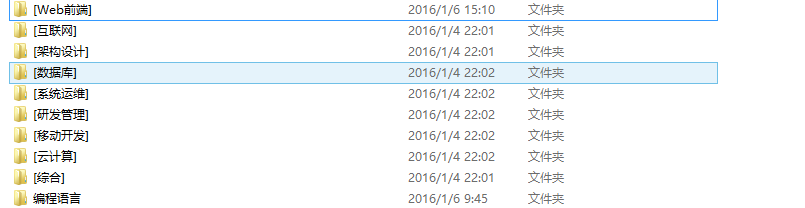 [Web前端] 2016/1/6 15:10 文件夹
[互联网] 2016/1/4 22:01 文件夹
[架构设计] 2016/1/4 22:01 文件夹
[数据库] 2016/1/4 22:02 文件夹
[系统运维] 2016/1/4 22:02 文件夹
[研发管理] 2016/1/4 22:02 文件夹
[移动开发] 2016/1/4 22:02 文件夹
[云计算] 2016/1/4 22:02 文件夹
[综合] 2016/1/4 22:01 文件夹
编程语言 2016/1/6 9:45 文件夹